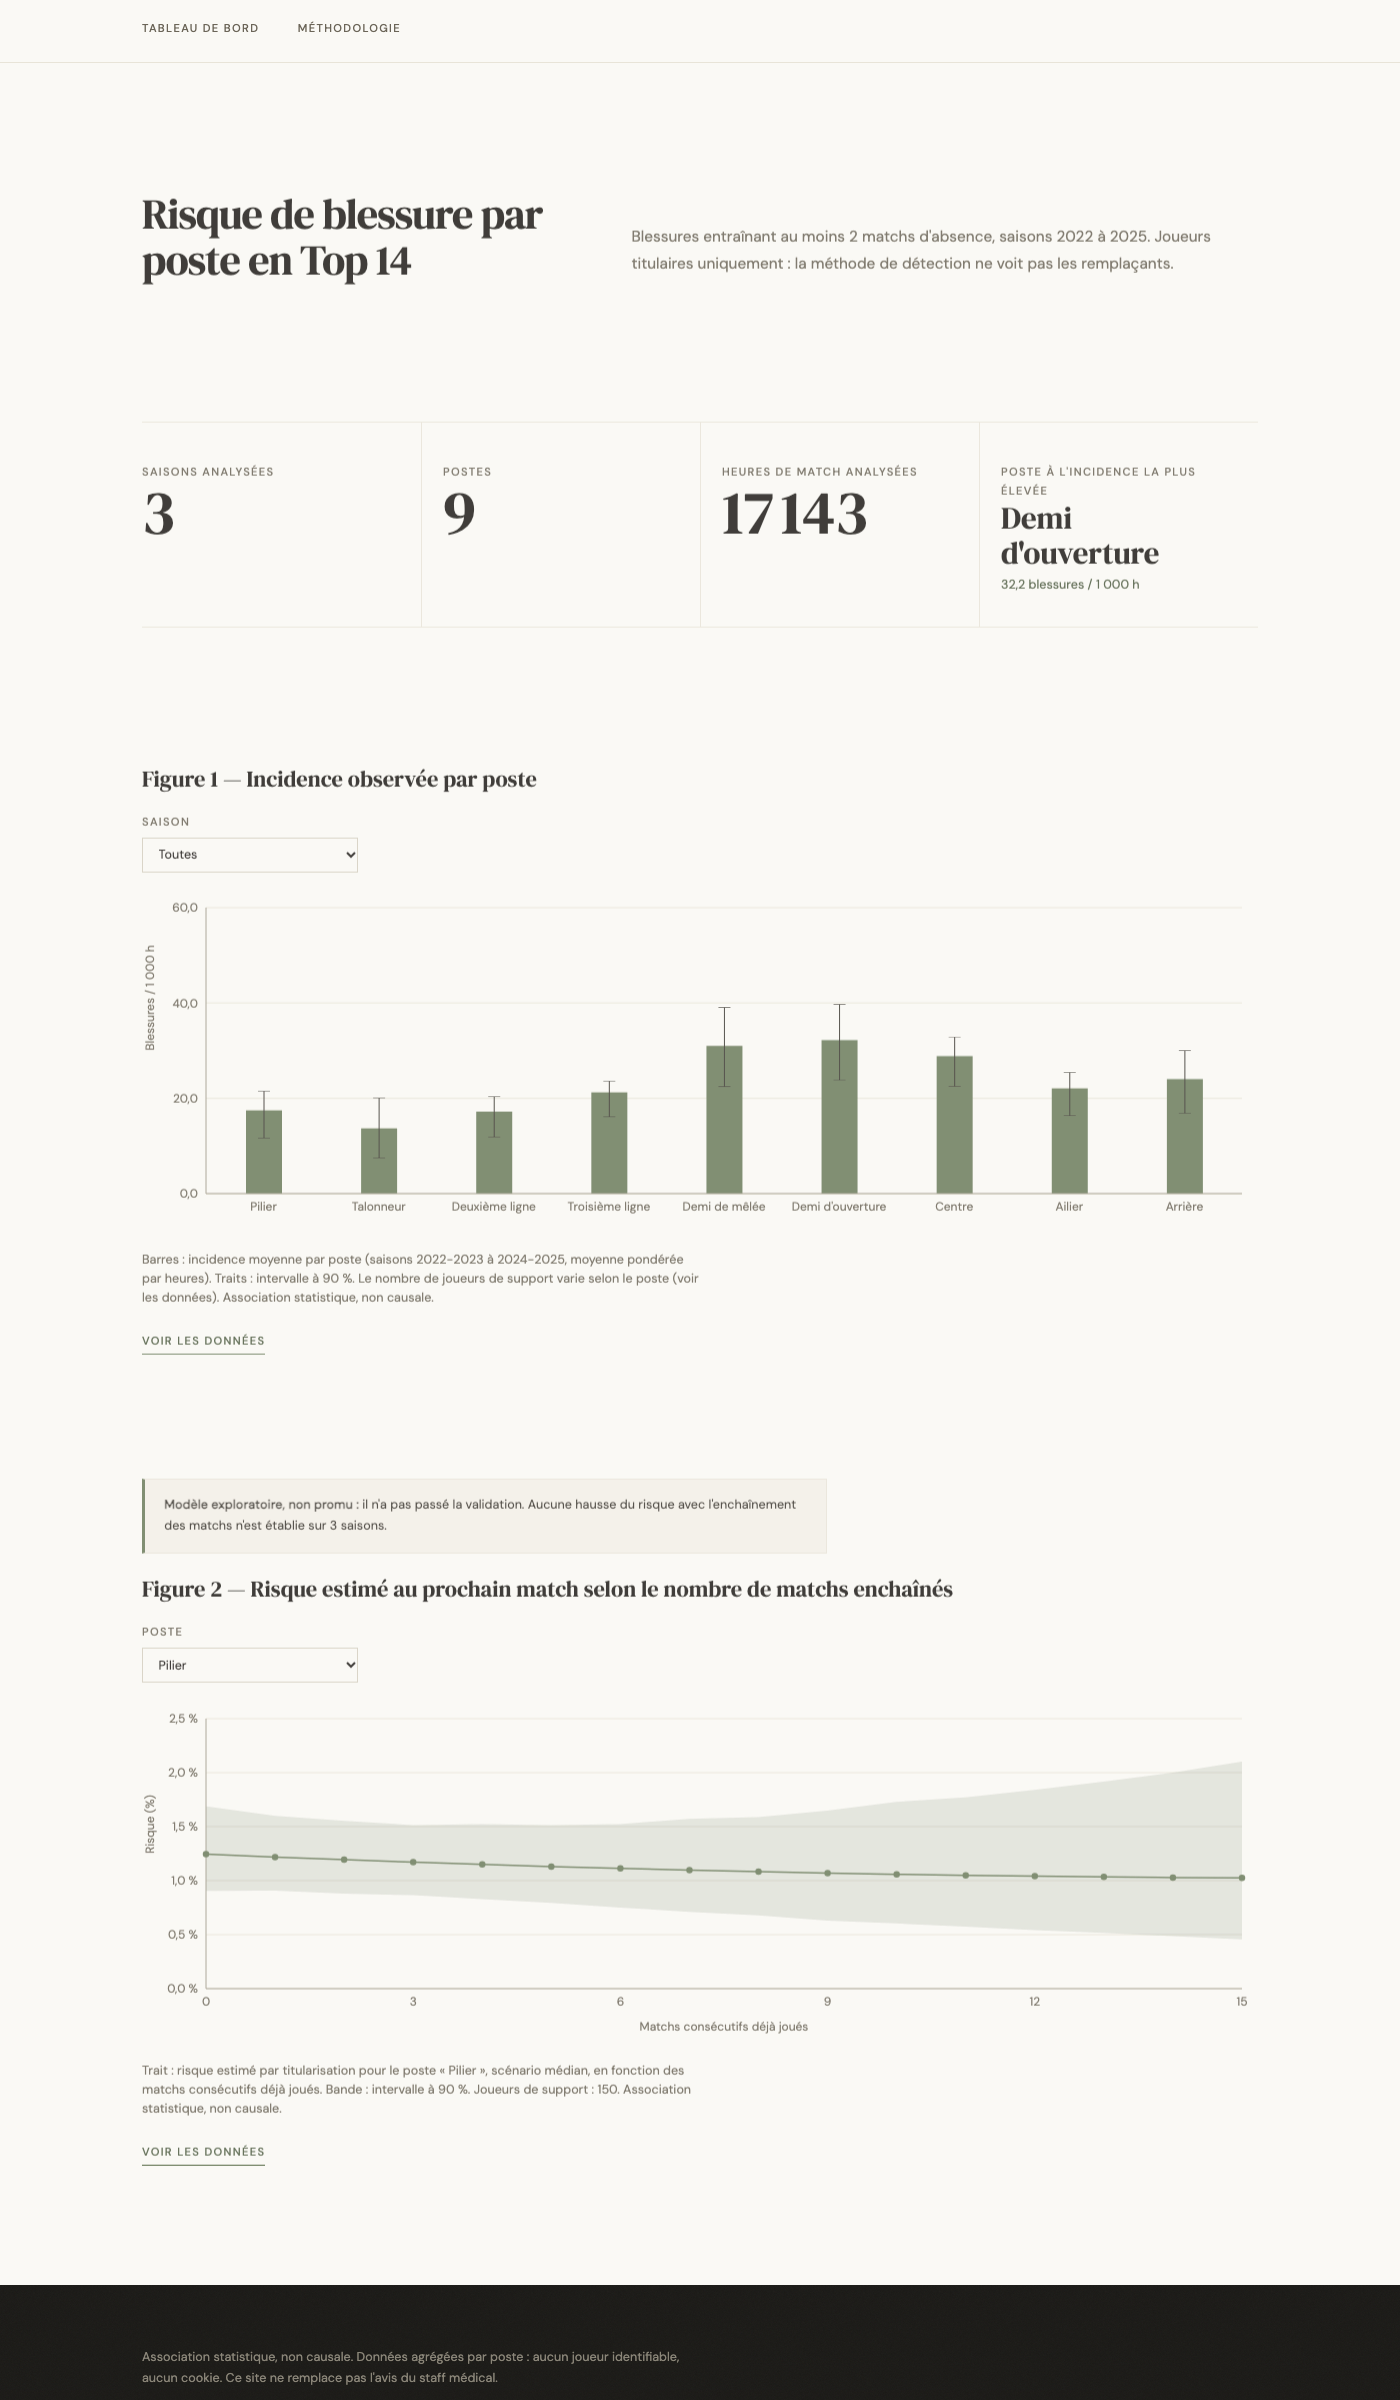 TABLEAU DE BORD MÉTHODOLOGIE
Risque de blessure par
poste en Top 14
Blessures entraînant au moins 2 matchs d'absence, saisons 2022 à 2025. Joueurs
titulaires uniquement : la méthode de détection ne voit pas les remplaçants.
SAISONS ANALYSÉES
3
POSTES
9
HEURES DE MATCH ANALYSÉES
17 143
POSTE À L'INCIDENCE LA PLUS
ÉLEVÉE
Demi
d'ouverture
32,2 blessures / 1 000 h
Figure 1 — Incidence observée par poste
SAISON
Toutes
Blessures / 1 000 h
60,0
40,0
20,0
0,0
Pilier Talonneur Deuxième ligne Troisième ligne Demi de mêlée Demi d'ouverture Centre Ailier Arrière
Barres : incidence moyenne par poste (saisons 2022-2023 à 2024-2025, moyenne pondérée
par heures). Traits : intervalle à 90 %. Le nombre de joueurs de support varie selon le poste (voir
les données). Association statistique, non causale.
VOIR LES DONNÉES
Modèle exploratoire, non promu : il n'a pas passé la validation. Aucune hausse du risque avec l'enchaînement
des matchs n'est établie sur 3 saisons.
Figure 2 — Risque estimé au prochain match selon le nombre de matchs enchaînés
POSTE
Pilier
Risque (%)
2,5 %
2,0 %
1,5 %
1,0 %
0,5 %
0,0 %
0 3 6 9 12 15
Matchs consécutifs déjà joués
Trait : risque estimé par titularisation pour le poste « Pilier », scénario médian, en fonction des
matchs consécutifs déjà joués. Bande : intervalle à 90 %. Joueurs de support : 150. Association
statistique, non causale.
VOIR LES DONNÉES
Association statistique, non causale. Données agrégées par poste : aucun joueur identifiable,
aucun cookie. Ce site ne remplace pas l'avis du staff médical.